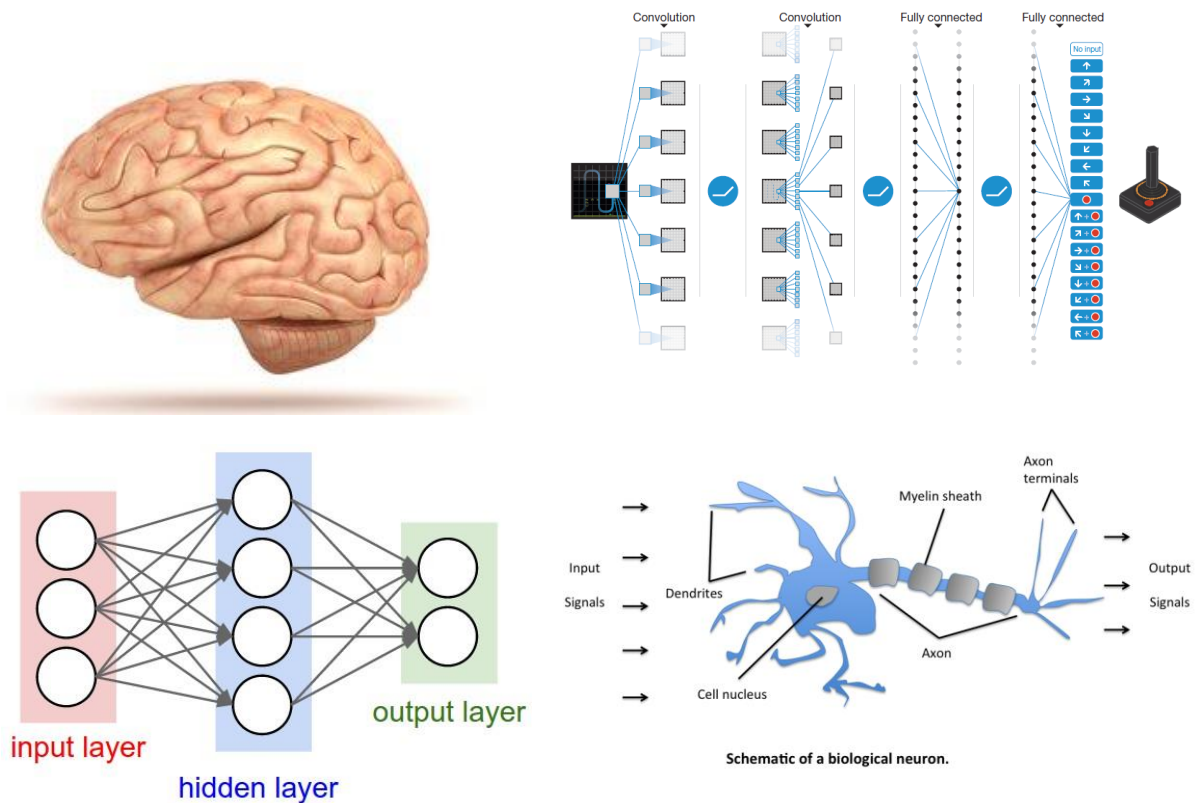 Convolution
Convolution
Fully connected
Fully connected
No input
↑
↗
→
↘
↓
↙
←
↖
↑+
↗+
→+
↘+
↓+
↙+
←+
↖+
input layer
hidden layer
output layer
Input
Signals
Dendrites
Cell nucleus
Myelin sheath
Axon
Axon
terminals
Output
Signals
Schematic of a biological neuron.